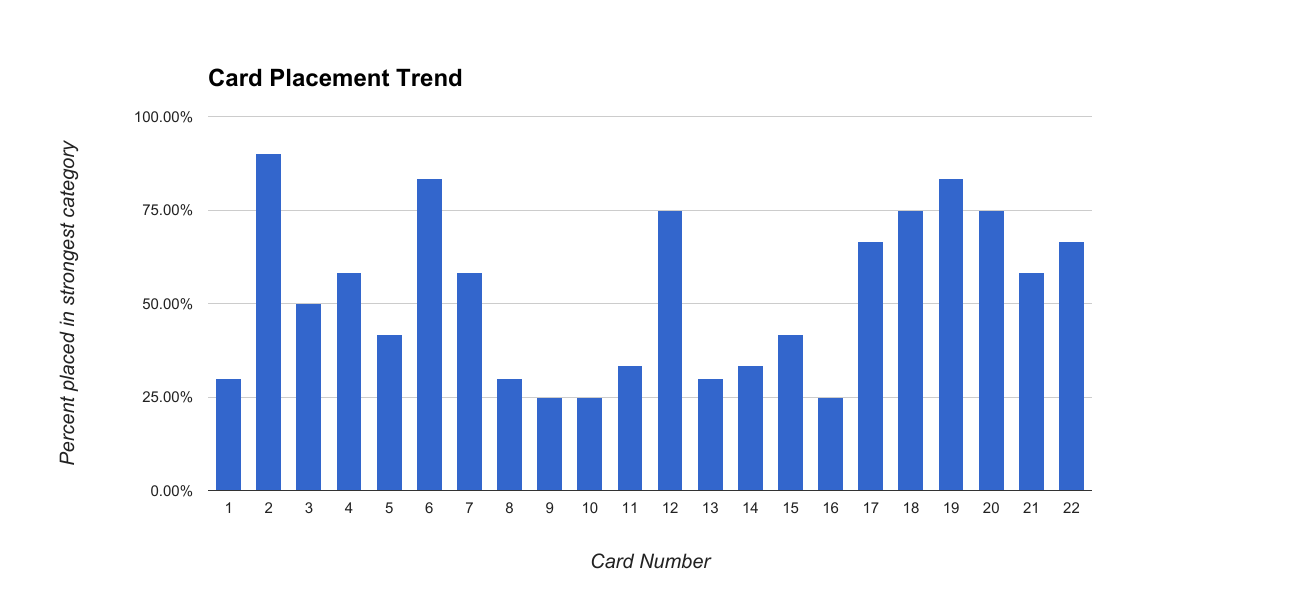 Card Placement Trend
100.00%
75.00%
50.00%
25.00%
0.00%
Percent placed in strongest category
1 2 3 4 5 6 7 8 9 10 11 12 13 14 15 16 17 18 19 20 21 22
Card Number